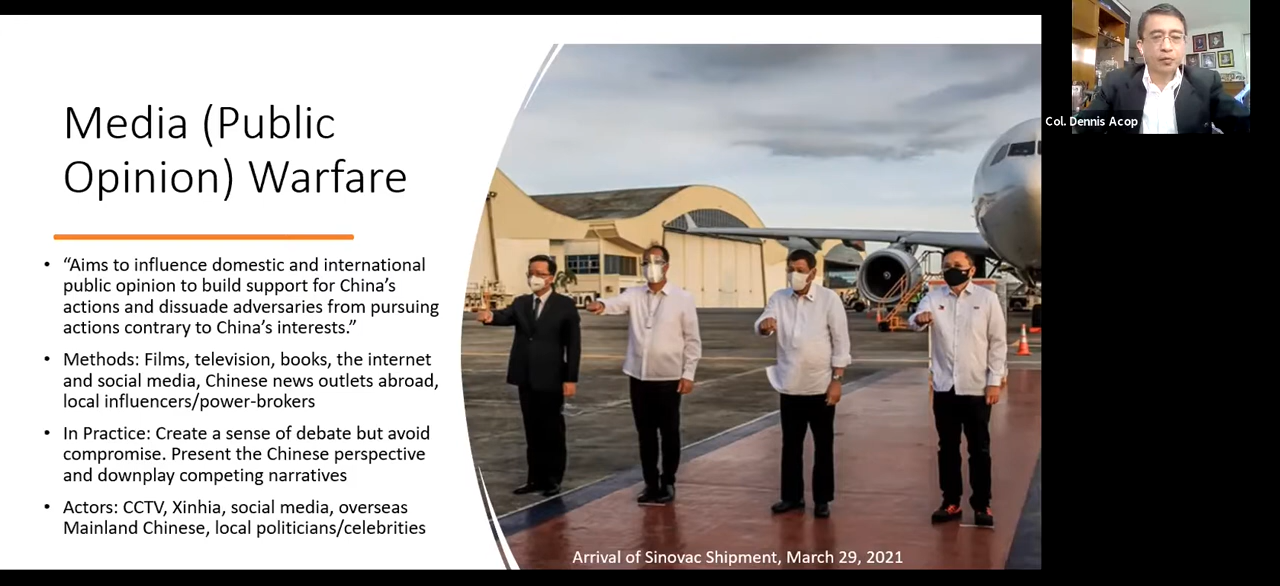 Media (Public
Opinion) Warfare
• “Aims to influence domestic and international
public opinion to build support for China’s
actions and dissuade adversaries from pursuing
actions contrary to China’s interests.”
• Methods: Films, television, books, the internet
and social media, Chinese news outlets abroad,
local influencers/power-brokers
• In Practice: Create a sense of debate but avoid
compromise. Present the Chinese perspective
and downplay competing narratives
• Actors: CCTV, Xinhia, social media, overseas
Mainland Chinese, local politicians/celebrities
Arrival of Sinovac Shipment, March 29, 2021
Col. Dennis Acop